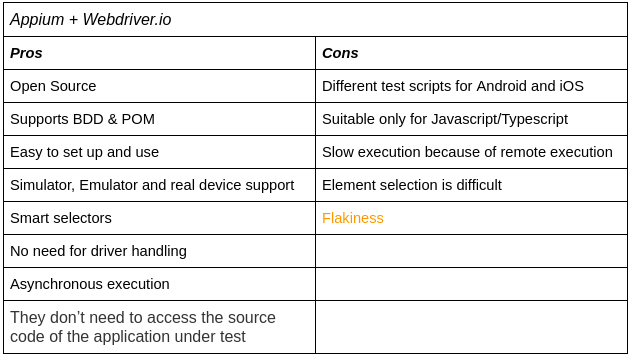 Appium + Webdriver.io
Pros Cons
Open Source Different test scripts for Android and iOS
Supports BDD & POM Suitable only for Javascript/Typescript
Easy to set up and use Slow execution because of remote execution
Simulator, Emulator and real device support Element selection is difficult
Smart selectors Flakiness
No need for driver handling
Asynchronous execution
They don’t need to access the source
code of the application under test